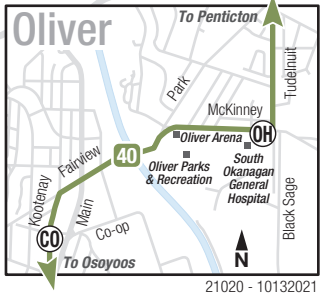 Oliver
To Penticton
Park
McKinney
Tudelnuit
Oliver Arena
OH
40
Fairview
Oliver Parks
& Recreation
South
Okanagan
General
Hospital
Kootenay
Main
Co-op
Black Sage
CO
N
To Osoyoos
21020 - 10132021